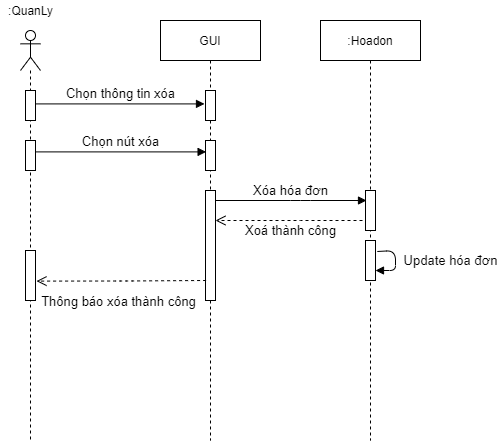 :QuanLy
GUI
:Hoadon
Chọn thông tin xóa
Chọn nút xóa
Xóa hóa đơn
Xoá thành công
Update hóa đơn
Thông báo xóa thành công